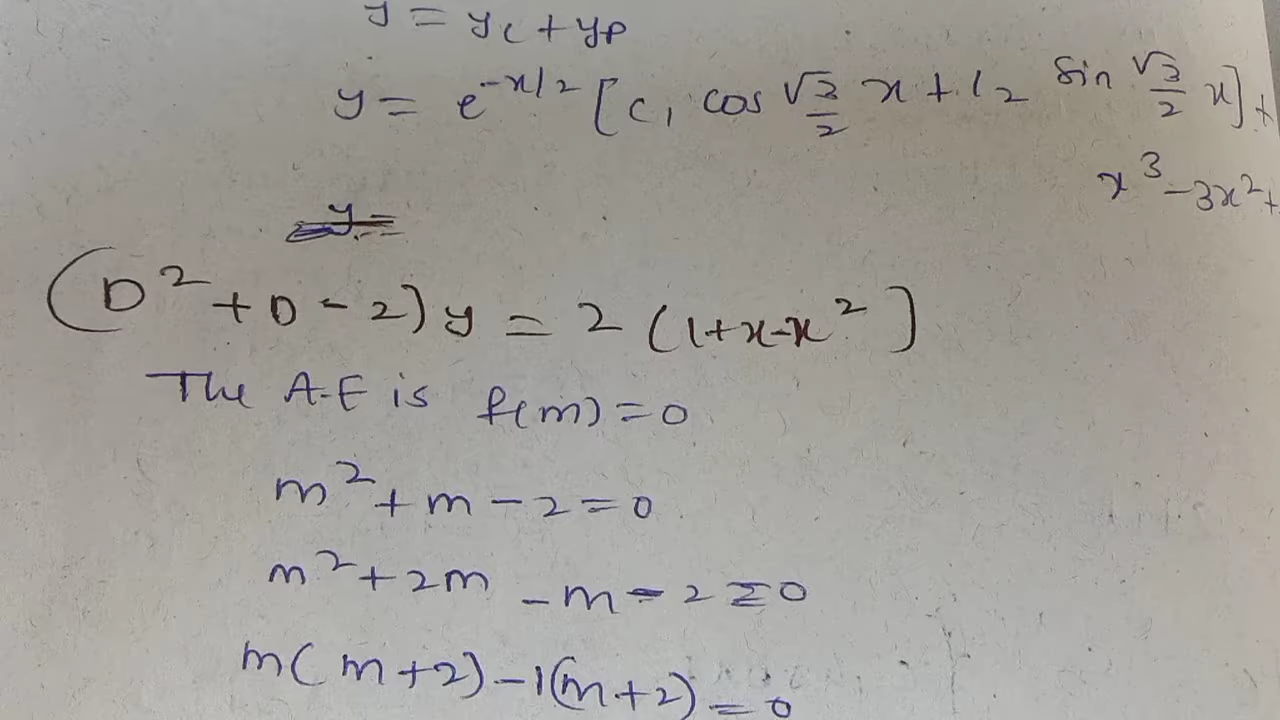 y = yc + yp
y = e^-x/2 [c1 cos √3/2 x + c2 sin √3/2 x] +
x^3 - 3x^2 +
y =
(D^2 + D - 2)y = 2(1+x-x^2)
The A.E is f(m) = 0
m^2 + m - 2 = 0
m^2 + 2m - m - 2 = 0
m(m+2) - 1(m+2) = 0